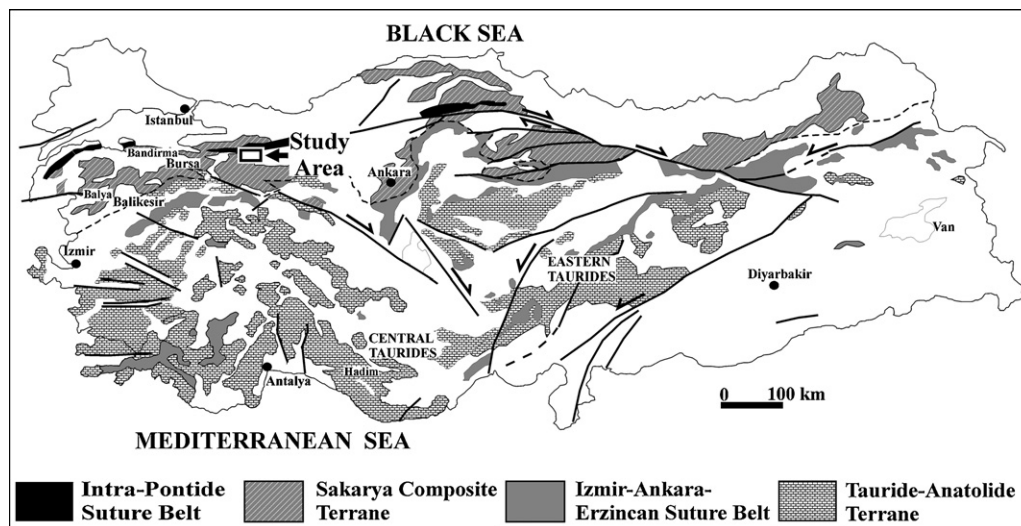 BLACK SEA
Istanbul
Study
Area
Bandirma
Bursa
Ankara
Balya
Balikesir
Izmir
Van
EASTERN
TAURIDES
Diyarbakir
CENTRAL
TAURIDES
Hadim
Antalya
0 100 km
MEDITERRANEAN SEA
Intra-Pontide
Suture Belt
Sakarya Composite
Terrane
Izmir-Ankara-
Erzincan Suture Belt
Tauride-Anatolide
Terrane